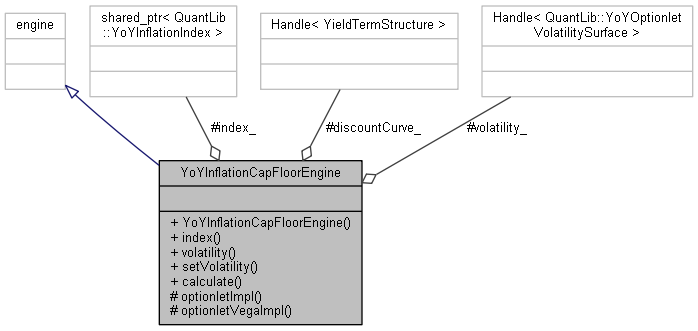 engine
shared_ptr< QuantLib
::YoYInflationIndex >
Handle< YieldTermStructure >
Handle< QuantLib::YoYOptionlet
VolatilitySurface >
#index_
#discountCurve_
#volatility_
YoYInflationCapFloorEngine
+ YoYInflationCapFloorEngine()
+ index()
+ volatility()
+ setVolatility()
+ calculate()
# optionletImpl()
# optionletVegaImpl()